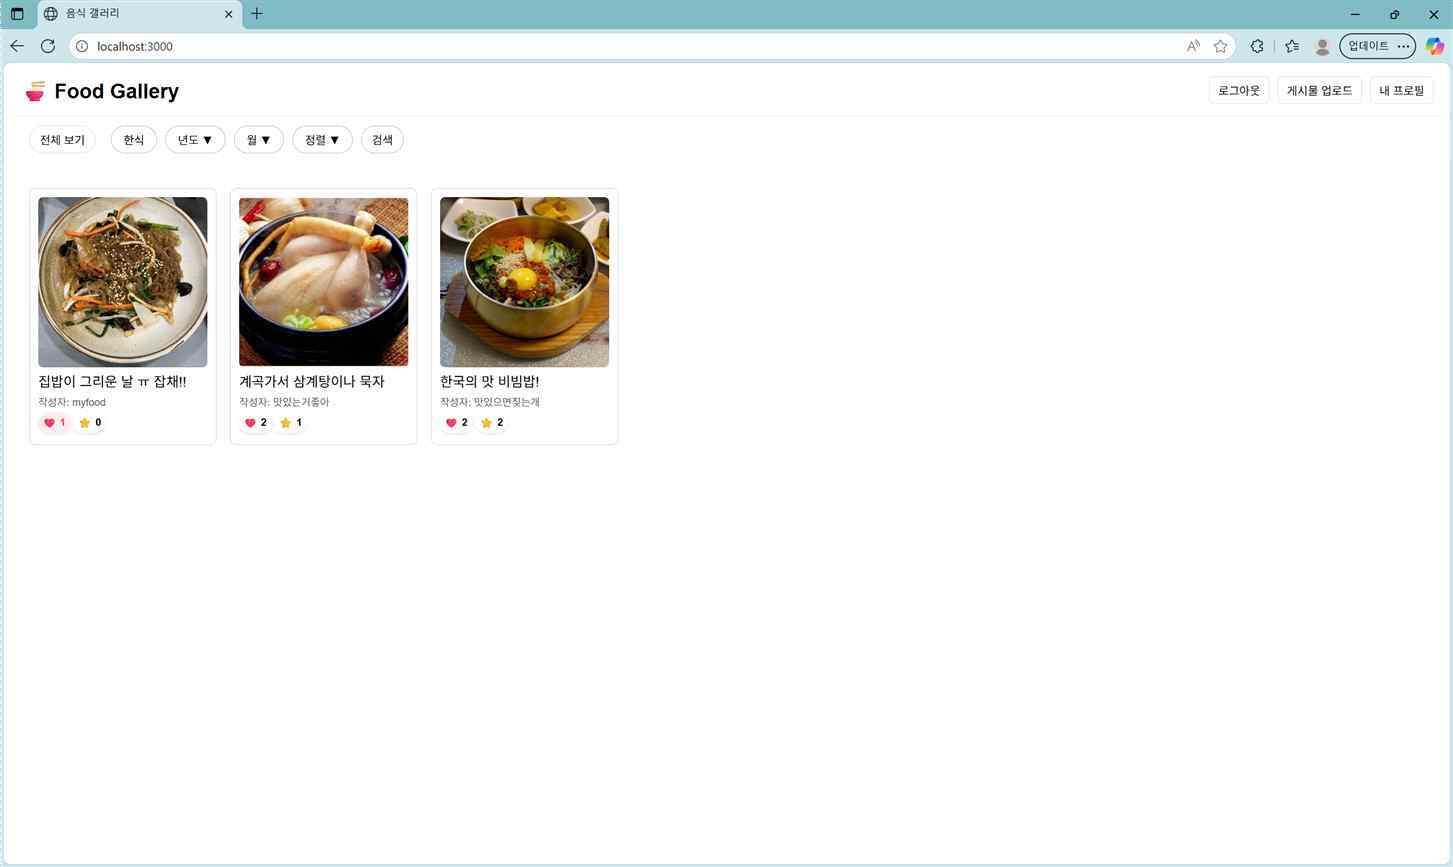 음식 갤러리
localhost:3000
업데이트
Food Gallery
로그아웃 게시물 업로드 내 프로필
전체 보기 한식 년도 ▼ 월 ▼ 정렬 ▼ 검색
집밥이 그리운 날 ㅠ 잡채!!
작성자: myfood
1 0
계곡가서 삼계탕이나 묵자
작성자: 맛있는거좋아
2 1
한국의 맛 비빔밥!
작성자: 맛있으면짖는개
2 2